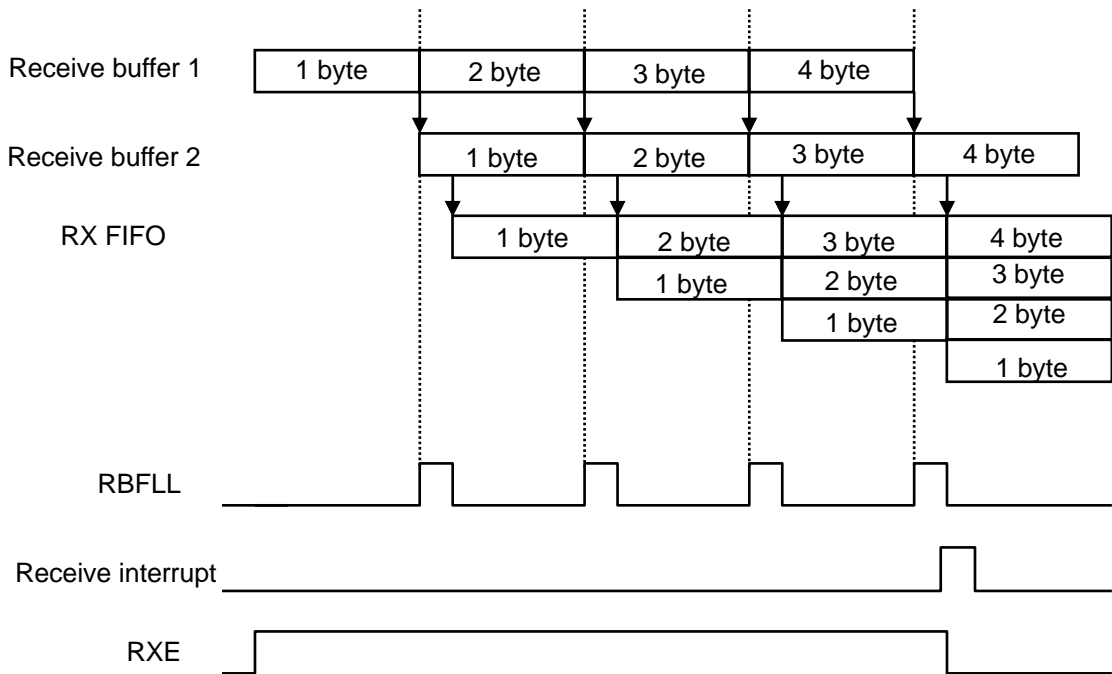 Receive buffer 1
1 byte 2 byte 3 byte 4 byte
Receive buffer 2
1 byte 2 byte 3 byte 4 byte
RX FIFO
1 byte 2 byte 3 byte 4 byte
1 byte 2 byte 3 byte
1 byte 2 byte
1 byte
RBFLL
Receive interrupt
RXE